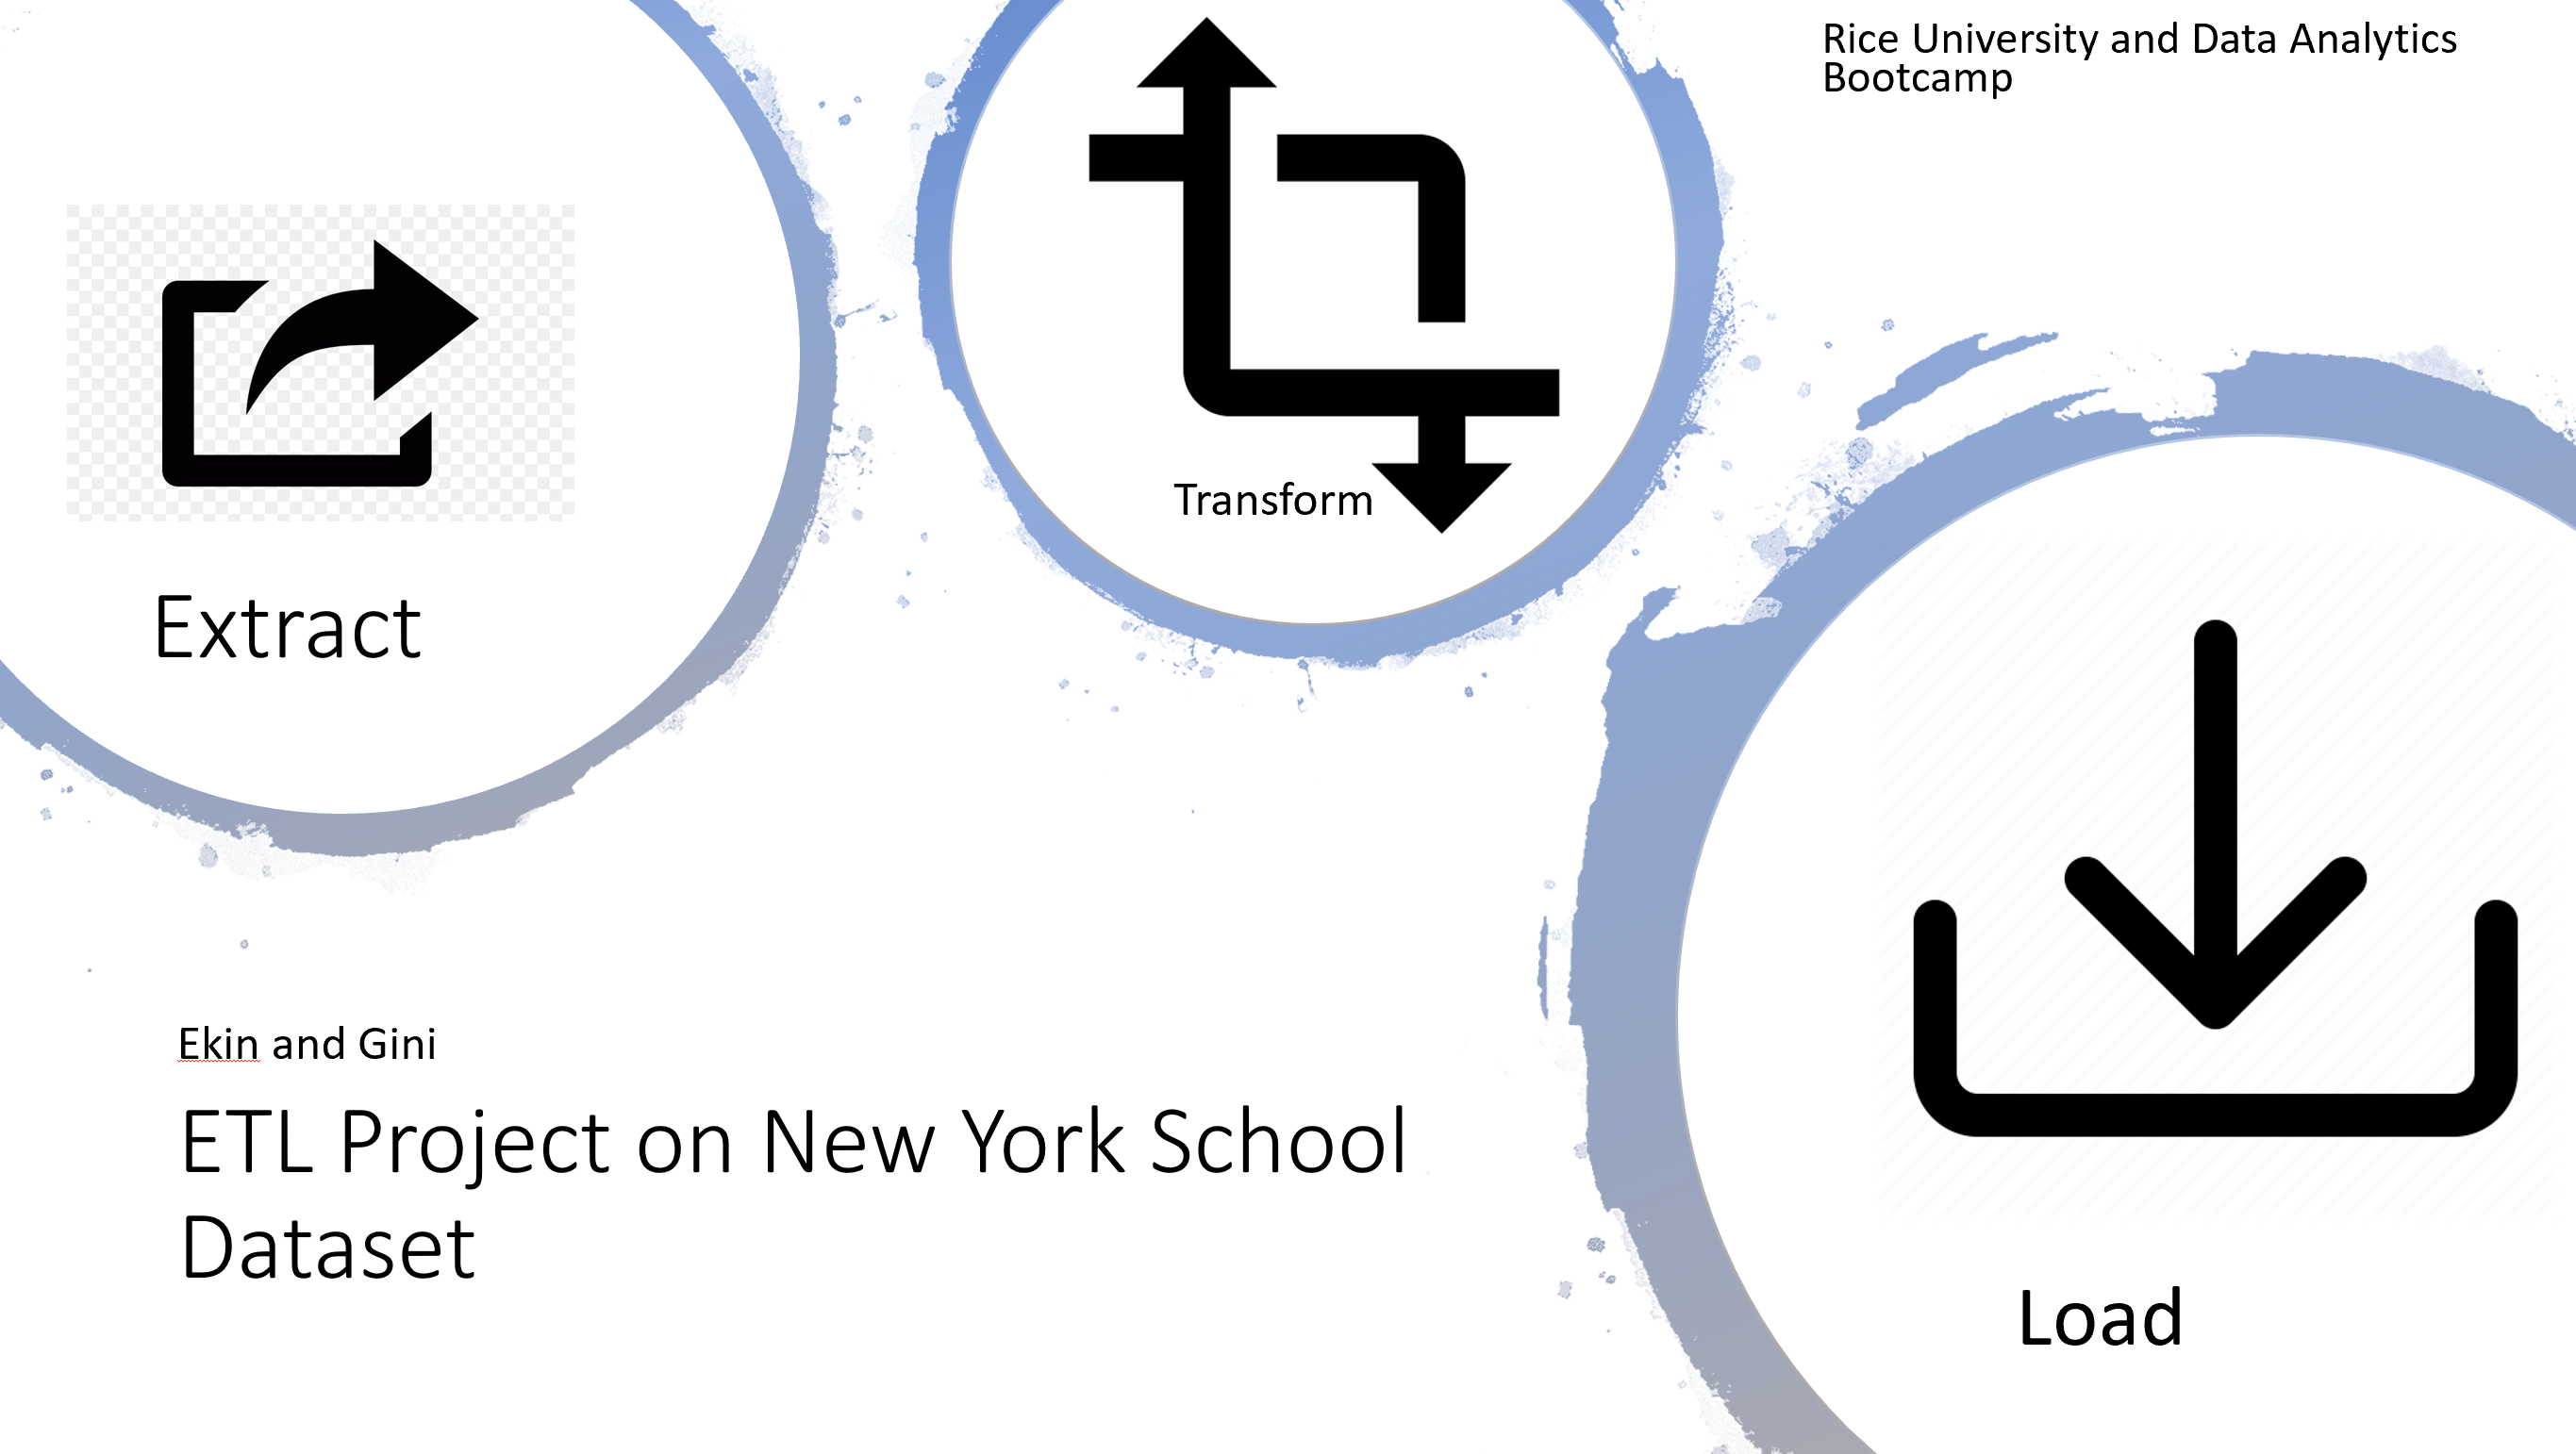 Rice University and Data Analytics
Bootcamp
Extract
Transform
Load
Ekin and Gini
ETL Project on New York School
Dataset